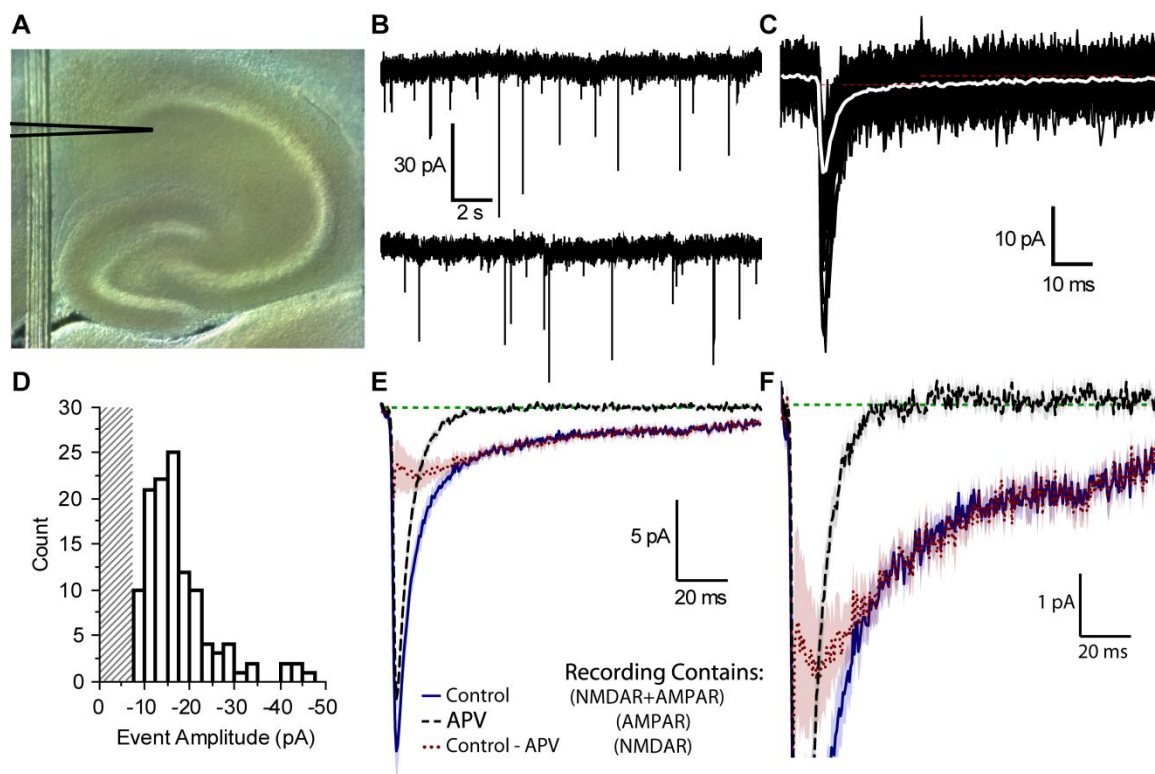 A
B
30 pA
2 s
C
10 pA
10 ms
D
30
25
20
15
10
5
0
Count
0 -10 -20 -30 -40 -50
Event Amplitude (pA)
E
5 pA
20 ms
Recording Contains:
Control (NMDAR+AMPAR)
APV (AMPAR)
Control - APV (NMDAR)
F
1 pA
20 ms